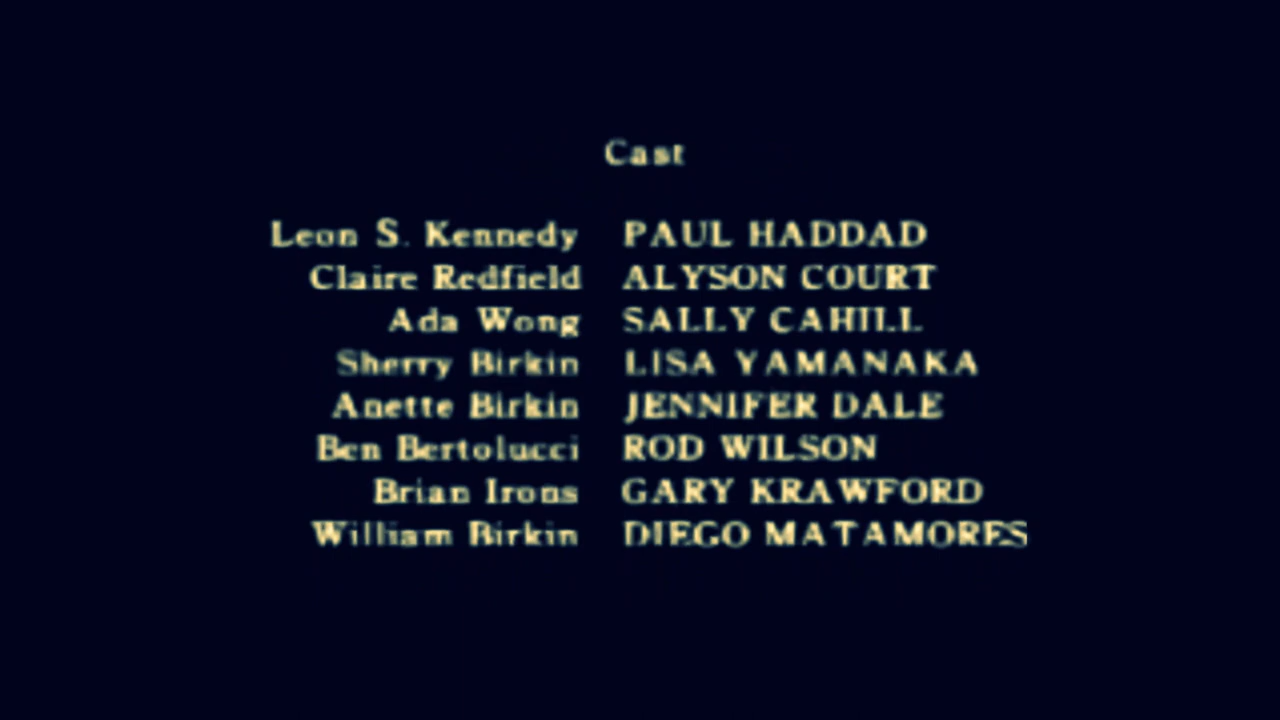 Cast
Leon S. Kennedy PAUL HADDAD
Claire Redfield ALYSON COURT
Ada Wong SALLY CAHILL
Sherry Birkin LISA YAMANAKA
Anette Birkin JENNIFER DALE
Ben Bertolucci ROD WILSON
Brian Irons GARY KRAWFORD
William Birkin DIEGO MATAMORES